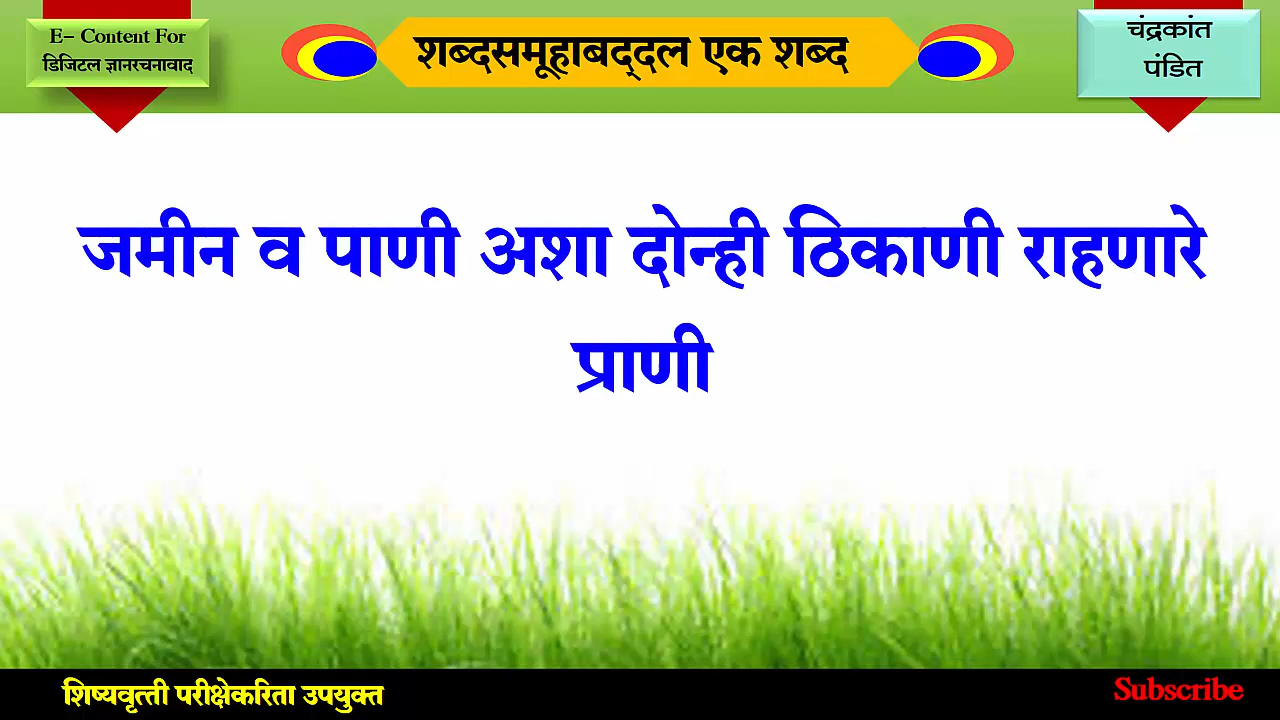 E- Content For
डिजिटल ज्ञानरचनावाद
शब्दसमूहाबद्दल एक शब्द
चंद्रकांत
पंडित
जमीन व पाणी अशा दोन्ही ठिकाणी राहणारे
प्राणी
शिष्यवृत्ती परीक्षेकरिता उपयुक्त
Subscribe